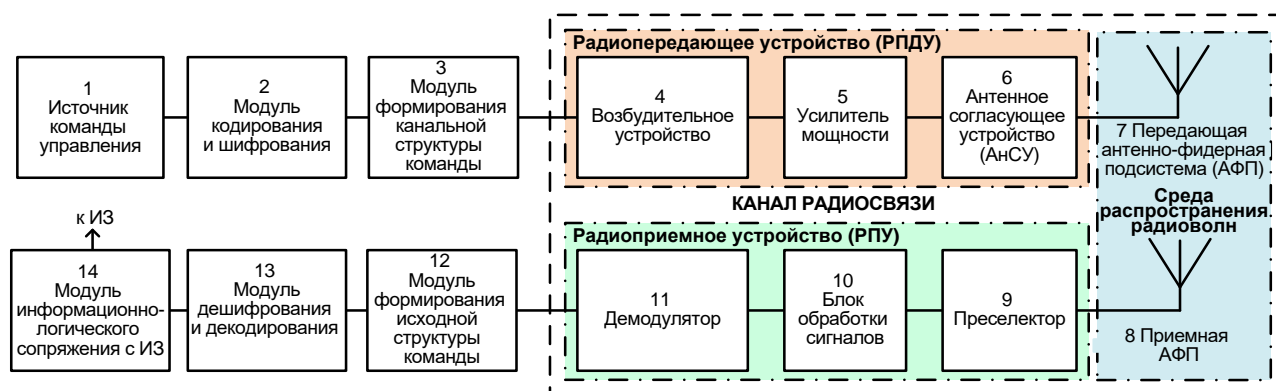 Радиопередающее устройство (РПДУ)
1
Источник
команды
управления
2
Модуль
кодирования
и шифрования
3
Модуль
формирования
канальной
структуры
команды
4
Возбудительное
устройство
5
Усилитель
мощности
6
Антенное
согласующее
устройство
(АнСУ)
7 Передающая
антенно-фидерная
подсистема (АФП)
КАНАЛ РАДИОСВЯЗИ
Среда
распространения
радиоволн
к ИЗ
Радиоприемное устройство (РПУ)
14
Модуль
информационно-
логического
сопряжения с ИЗ
13
Модуль
дешифрования
и декодирования
12
Модуль
формирования
исходной
структуры
команды
11
Демодулятор
10
Блок
обработки
сигналов
9
Преселектор
8 Приемная
АФП